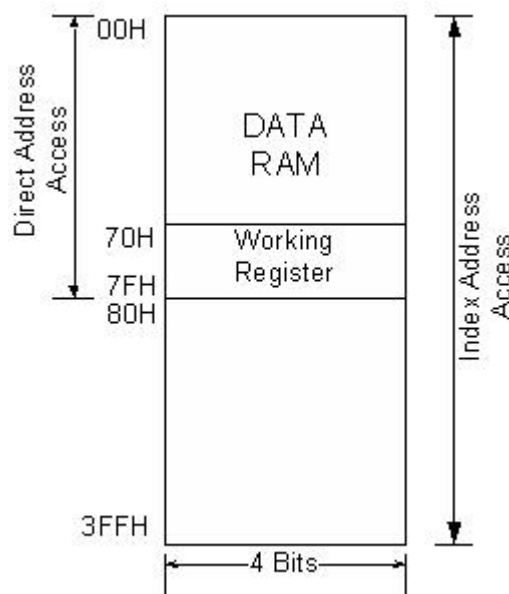 00H
Direct Address
Access
DATA
RAM
70H
Working
Register
7FH
80H
Index Address
Access
3FFH
4 Bits